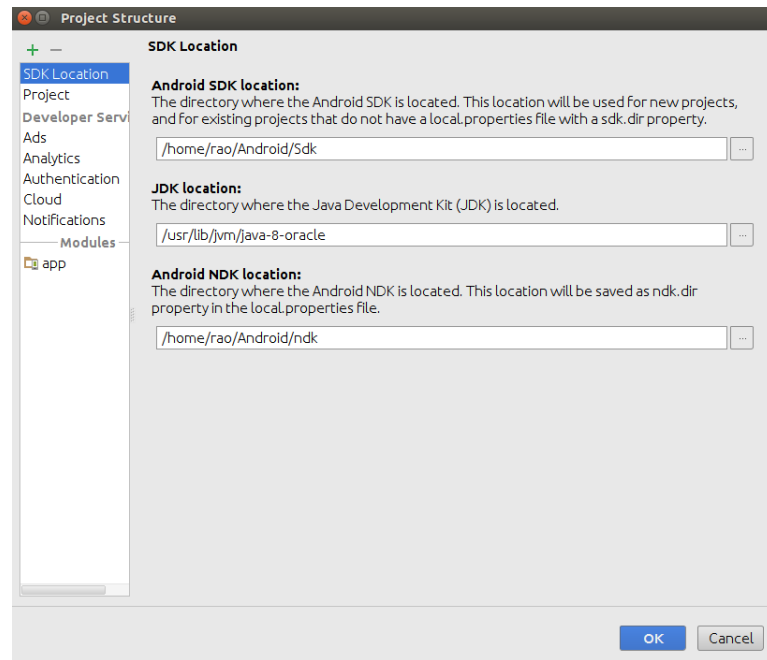 Project Structure
SDK Location
Project
Developer Servi
Ads
Analytics
Authentication
Cloud
Notifications
Modules
app
SDK Location
Android SDK location:
The directory where the Android SDK is located. This location will be used for new projects,
and for existing projects that do not have a local.properties file with a sdk.dir property.
/home/rao/Android/Sdk
...
JDK location:
The directory where the Java Development Kit (JDK) is located.
/usr/lib/jvm/java-8-oracle
...
Android NDK location:
The directory where the Android NDK is located. This location will be saved as ndk.dir
property in the local.properties file.
/home/rao/Android/ndk
...
OK
Cancel